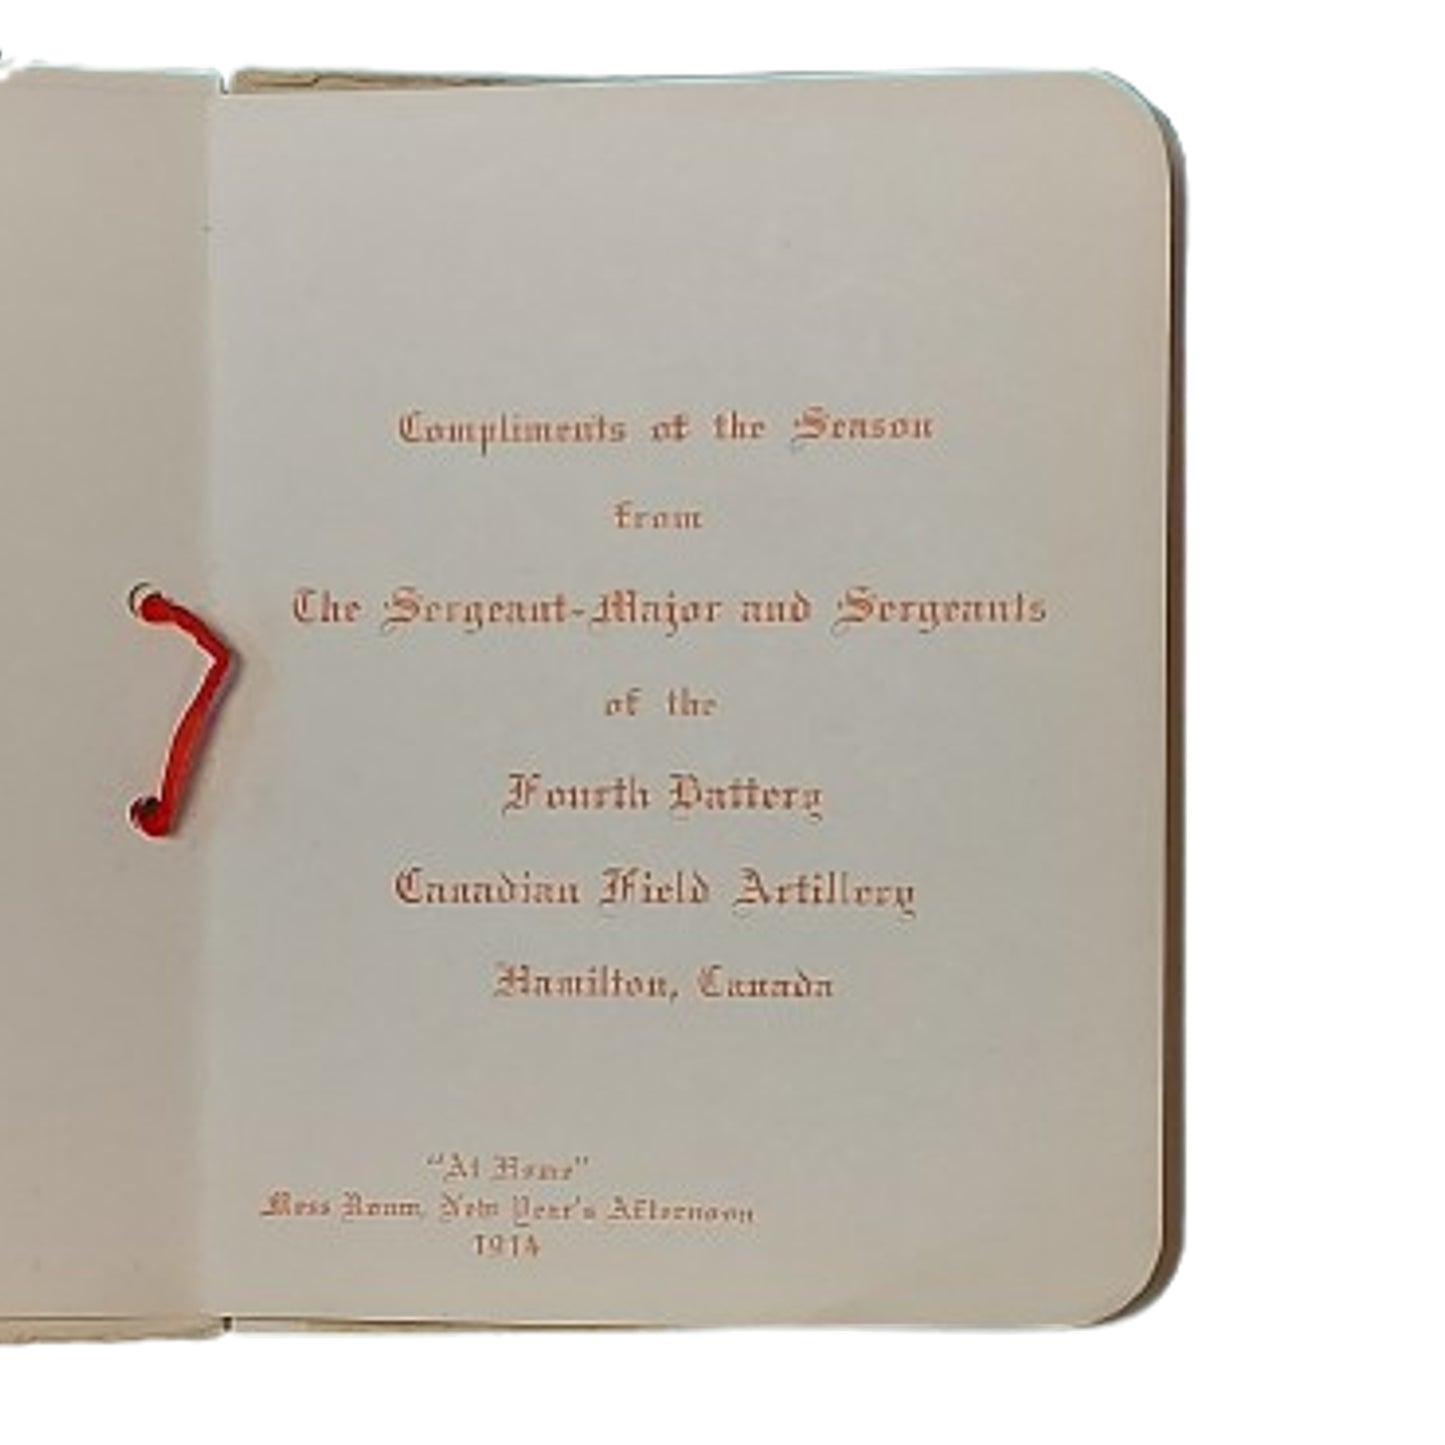 Compliments of the Season
from
The Sergeant-Major and Sergeants
of the
Fourth Battery
Canadian Field Artillery
Hamilton, Canada
"At Home"
Mess Room, New Year's Afternoon
1914